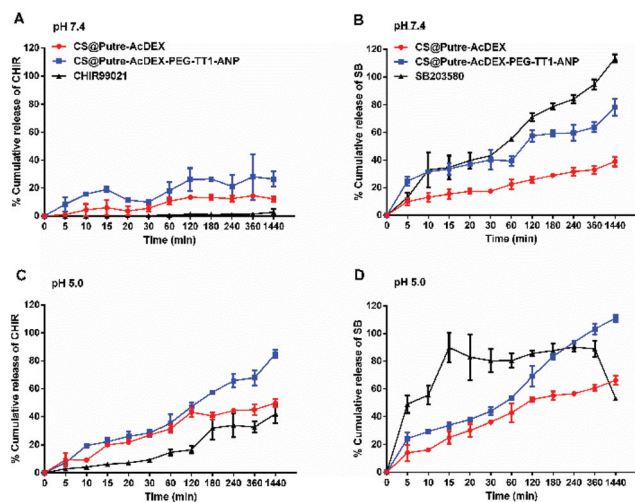 A
pH 7.4
CS@Putre-AcDEX
CS@Putre-AcDEX-PEG-TT1-ANP
CHIR99021
% Cumulative release of CHIR
120
100
80
60
40
20
0
0 5 10 15 20 30 60 120 180 240 360 1440
Time (min)
B
pH 7.4
CS@Putre-AcDEX
CS@Putre-AcDEX-PEG-TT1-ANP
SB203580
% Cumulative release of SB
120
100
80
60
40
20
0
0 5 10 15 20 30 60 120 180 240 360 1440
Time (min)
C
pH 5.0
% Cumulative release of CHIR
120
100
80
60
40
20
0
0 5 10 15 20 30 60 120 180 240 360 1440
Time (min)
D
pH 5.0
% Cumulative release of SB
120
100
80
60
40
20
0
0 5 10 15 20 30 60 120 180 240 360 1440
Time (min)